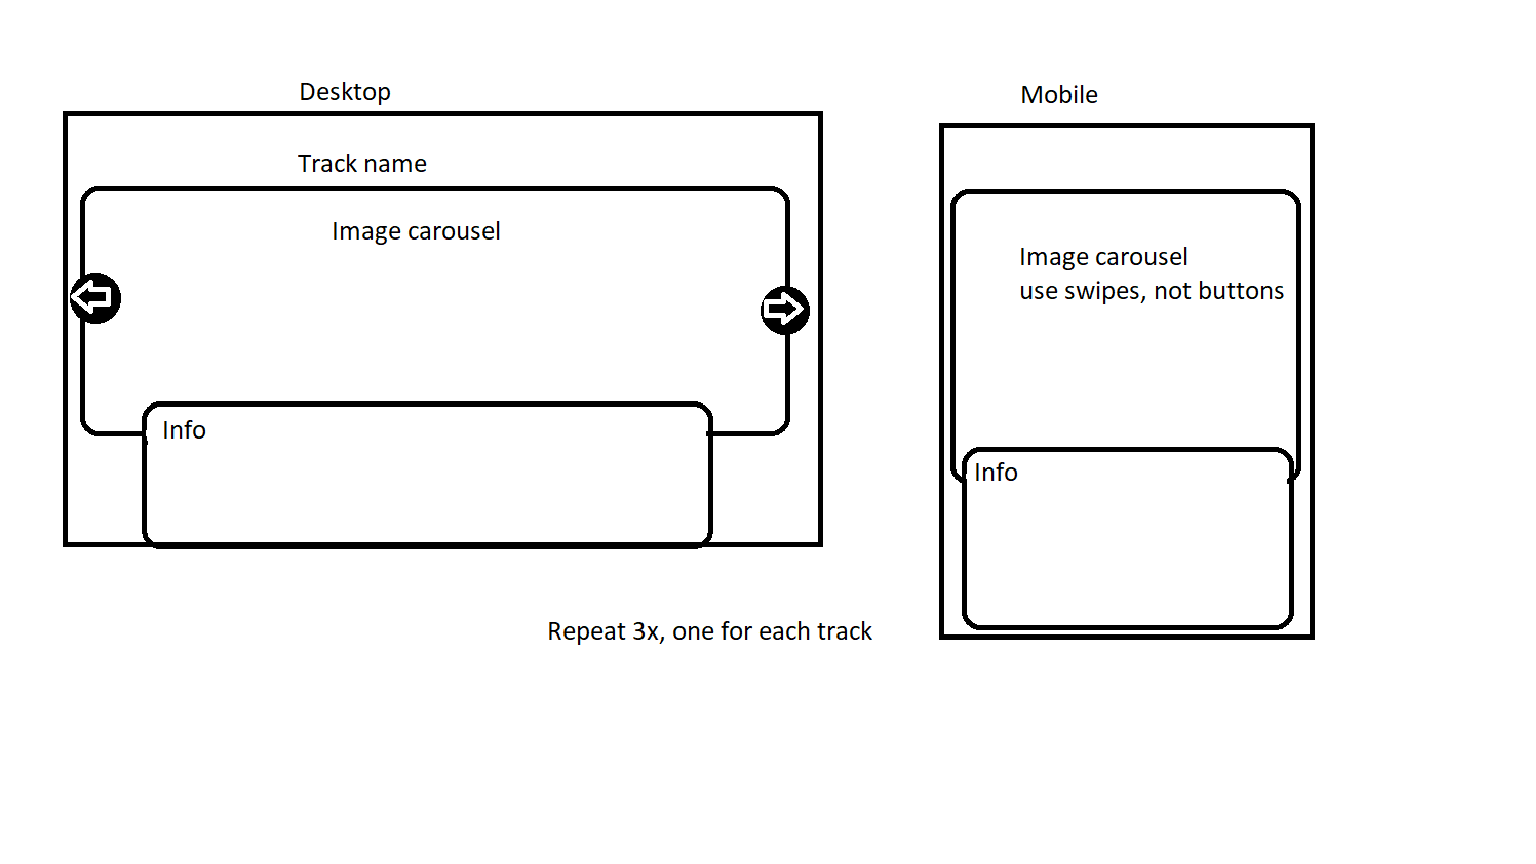 Desktop
Track name
Image carousel
Info
Mobile
Image carousel
use swipes, not buttons
Info
Repeat 3x, one for each track